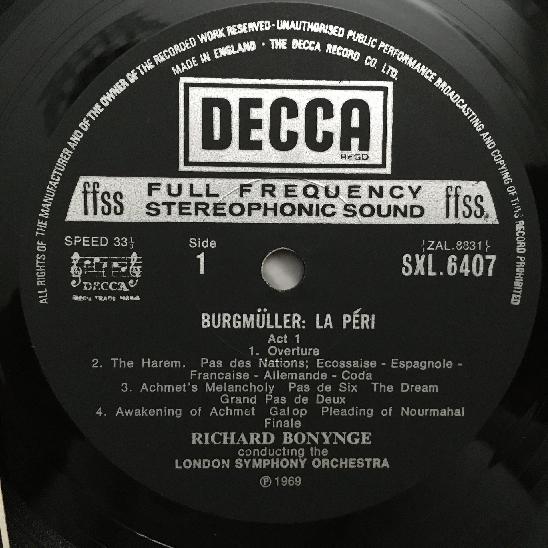 ALL RIGHTS OF THE MANUFACTURER AND OF THE OWNER OF THE RECORDED WORK RESERVED · UNAUTHORISED PUBLIC PERFORMANCE BROADCASTING AND COPYING OF THIS RECORD PROHIBITED
MADE IN ENGLAND · THE DECCA RECORD CO. LTD.
DECCA
REGD
ffss FULL FREQUENCY STEREOPHONIC SOUND ffss
SPEED 33⅓
Side
1
DECCA
REGD TRADE MARK
{ZAL.8831}
SXL.6407
BURGMÜLLER: LA PÉRI
Act 1
1. Overture
2. The Harem. Pas des Nations; Ecossaise - Espagnole -
Francaise - Allemande - Coda
3. Achmet's Melancholy Pas de Six The Dream
Grand Pas de Deux
4. Awakening of Achmet Galop Pleading of Nourmahal
Finale
RICHARD BONYNGE
conducting the
LONDON SYMPHONY ORCHESTRA
℗ 1969